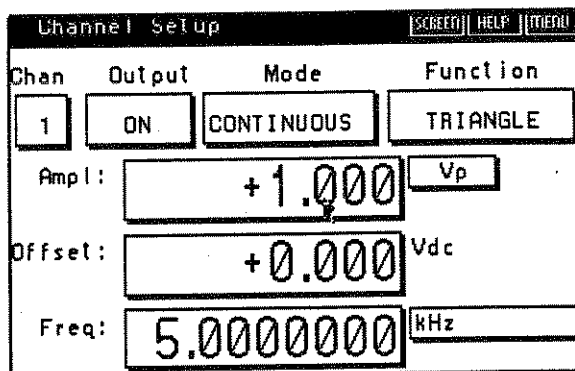 Channel Setup SCREEN HELP MENU
Chan Output Mode Function
1 ON CONTINUOUS TRIANGLE
Ampl: +1.000 Vp
Offset: +0.000 Vdc
Freq: 5.0000000 kHz